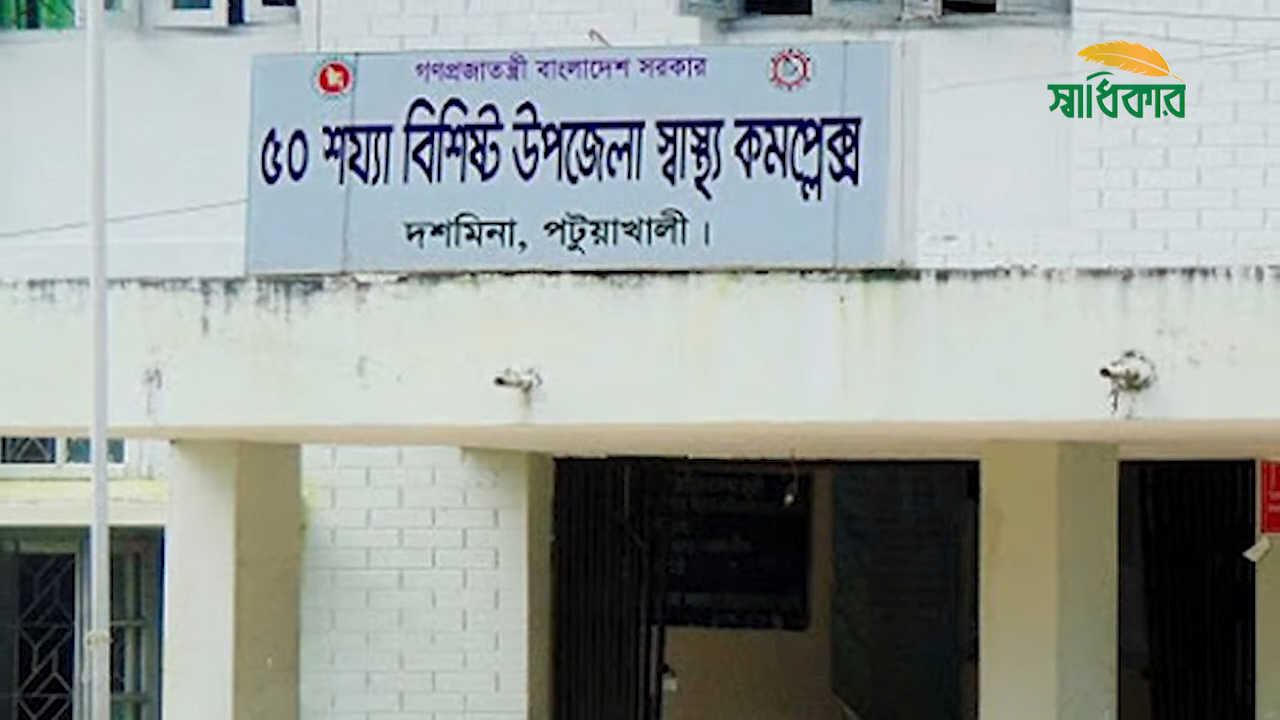 গণপ্রজাতন্ত্রী বাংলাদেশ সরকার
৫০ শয্যা বিশিষ্ট উপজেলা স্বাস্থ্য কমপ্লেক্স
দশমিনা, পটুয়াখালী।
স্বাধিকার